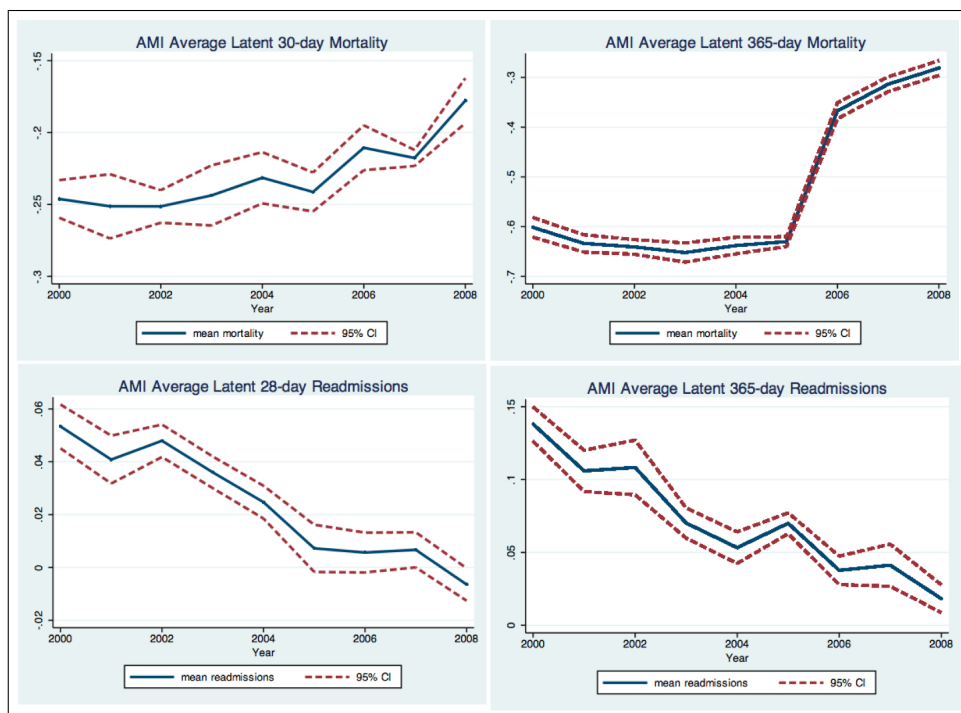 AMI Average Latent 30-day Mortality
-.15
-.2
-.25
-.3
2000 2002 2004 2006 2008
Year
mean mortality 95% CI
AMI Average Latent 365-day Mortality
-.3
-.4
-.5
-.6
-.7
2000 2002 2004 2006 2008
Year
mean mortality 95% CI
AMI Average Latent 28-day Readmissions
.06
.04
.02
0
-.02
2000 2002 2004 2006 2008
Year
mean readmissions 95% CI
AMI Average Latent 365-day Readmissions
.15
.1
.05
0
2000 2002 2004 2006 2008
Year
mean readmissions 95% CI